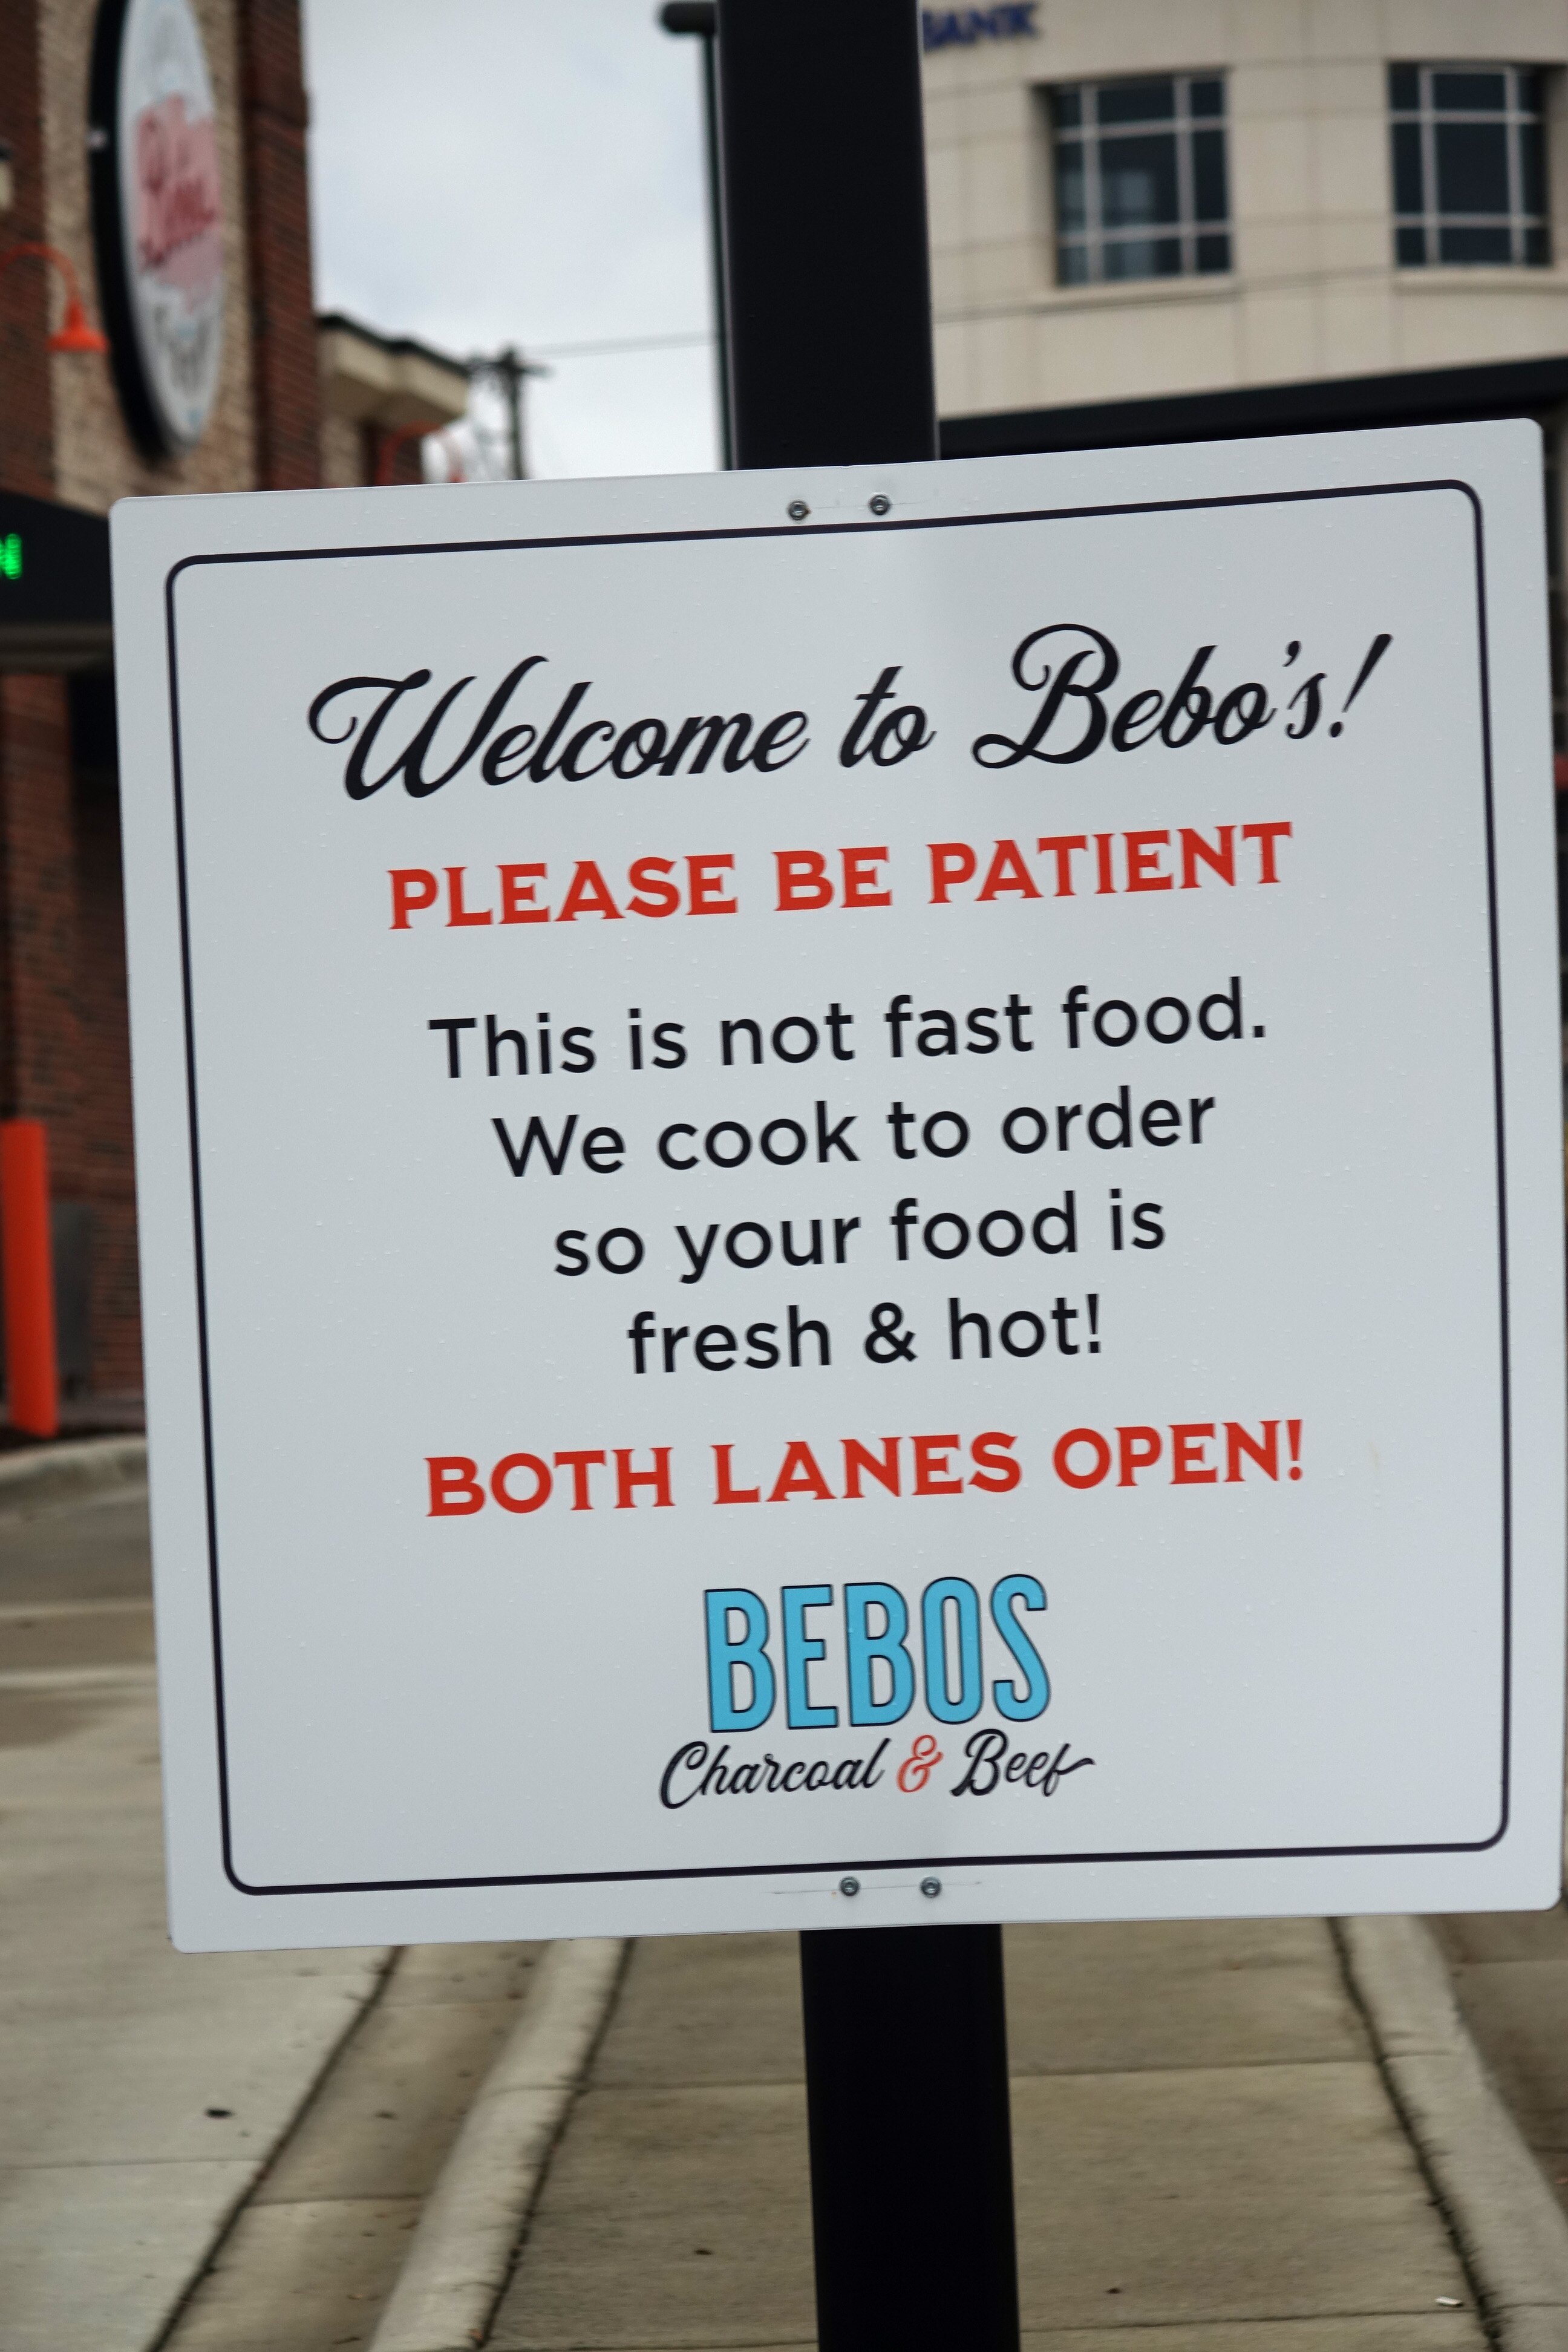 BANK
Welcome to Bebo's!
PLEASE BE PATIENT
This is not fast food.
We cook to order
so your food is
fresh & hot!
BOTH LANES OPEN!
BEBOS
Charcoal & Beef